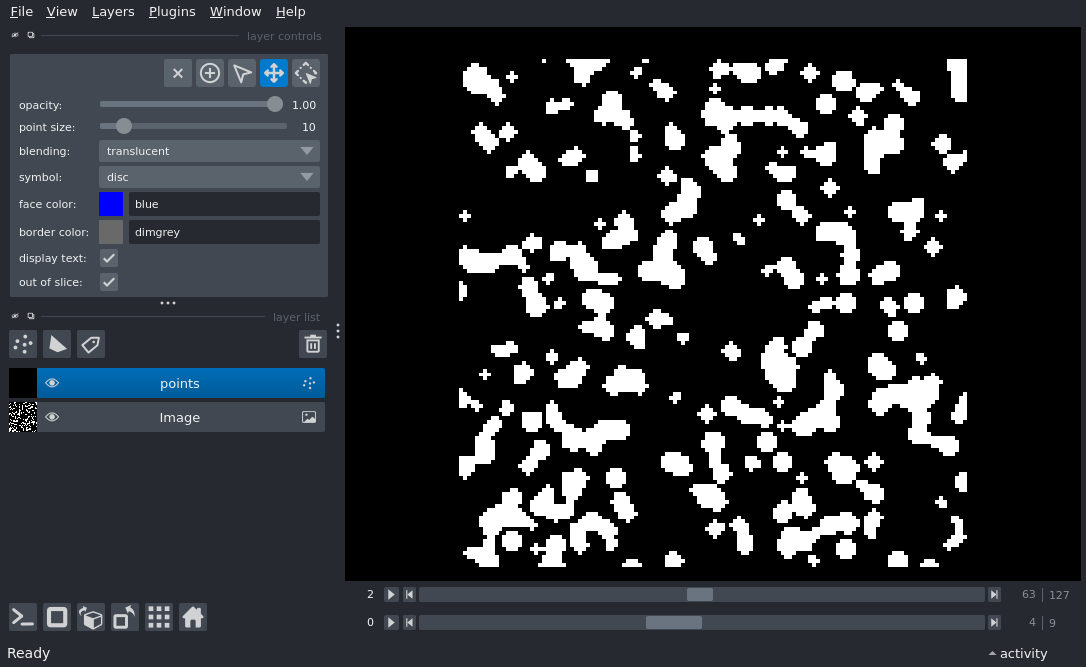 File View Layers Plugins Window Help
layer controls
opacity: 1.00
point size: 10
blending: translucent
symbol: disc
face color: blue
border color: dimgrey
display text:
out of slice:
layer list
points
Image
2 63 127
0 4 9
Ready activity